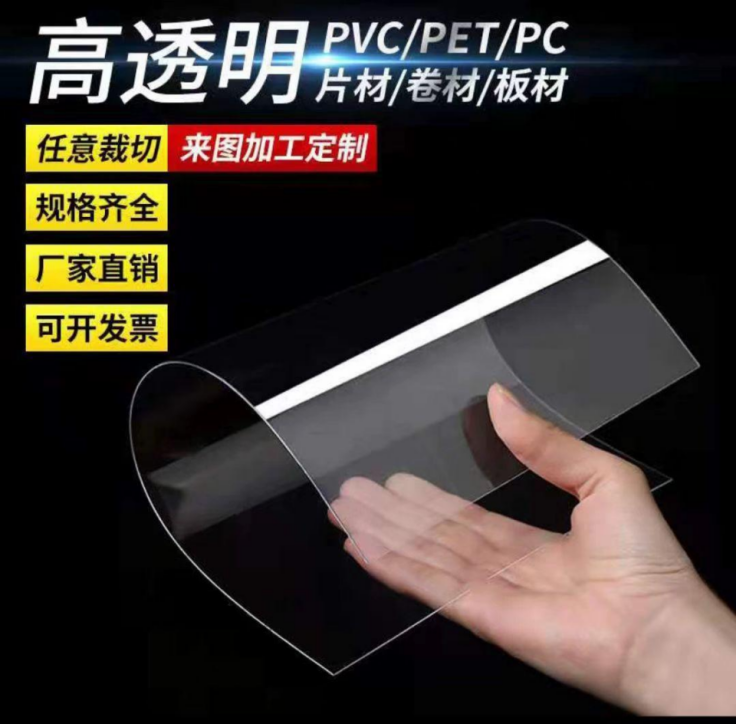 高透明
PVC/PET/PC
片材/卷材/板材
任意裁切 来图加工定制
规格齐全
厂家直销
可开发票